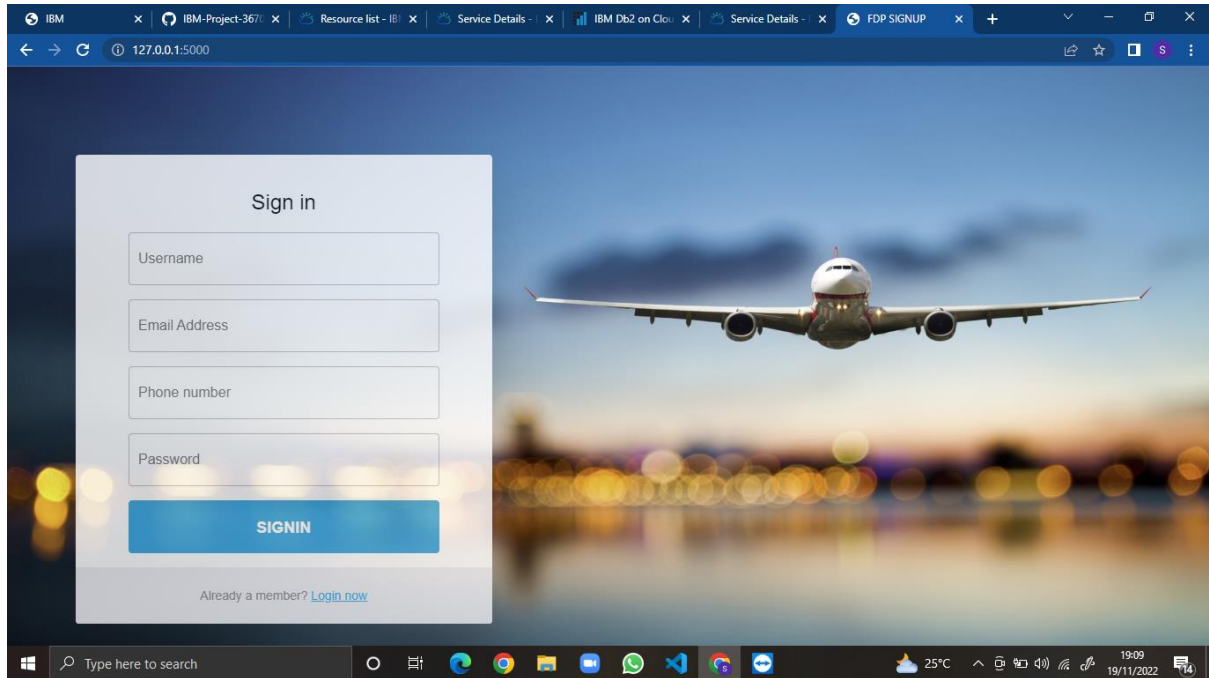 IBM
IBM-Project-3670
Resource list - IBM
Service Details - I
IBM Db2 on Clou
Service Details - I
FDP SIGNUP
127.0.0.1:5000
S
Sign in
Username
Email Address
Phone number
Password
SIGNIN
Already a member? Login now
Type here to search
25°C
19:09
19/11/2022
14